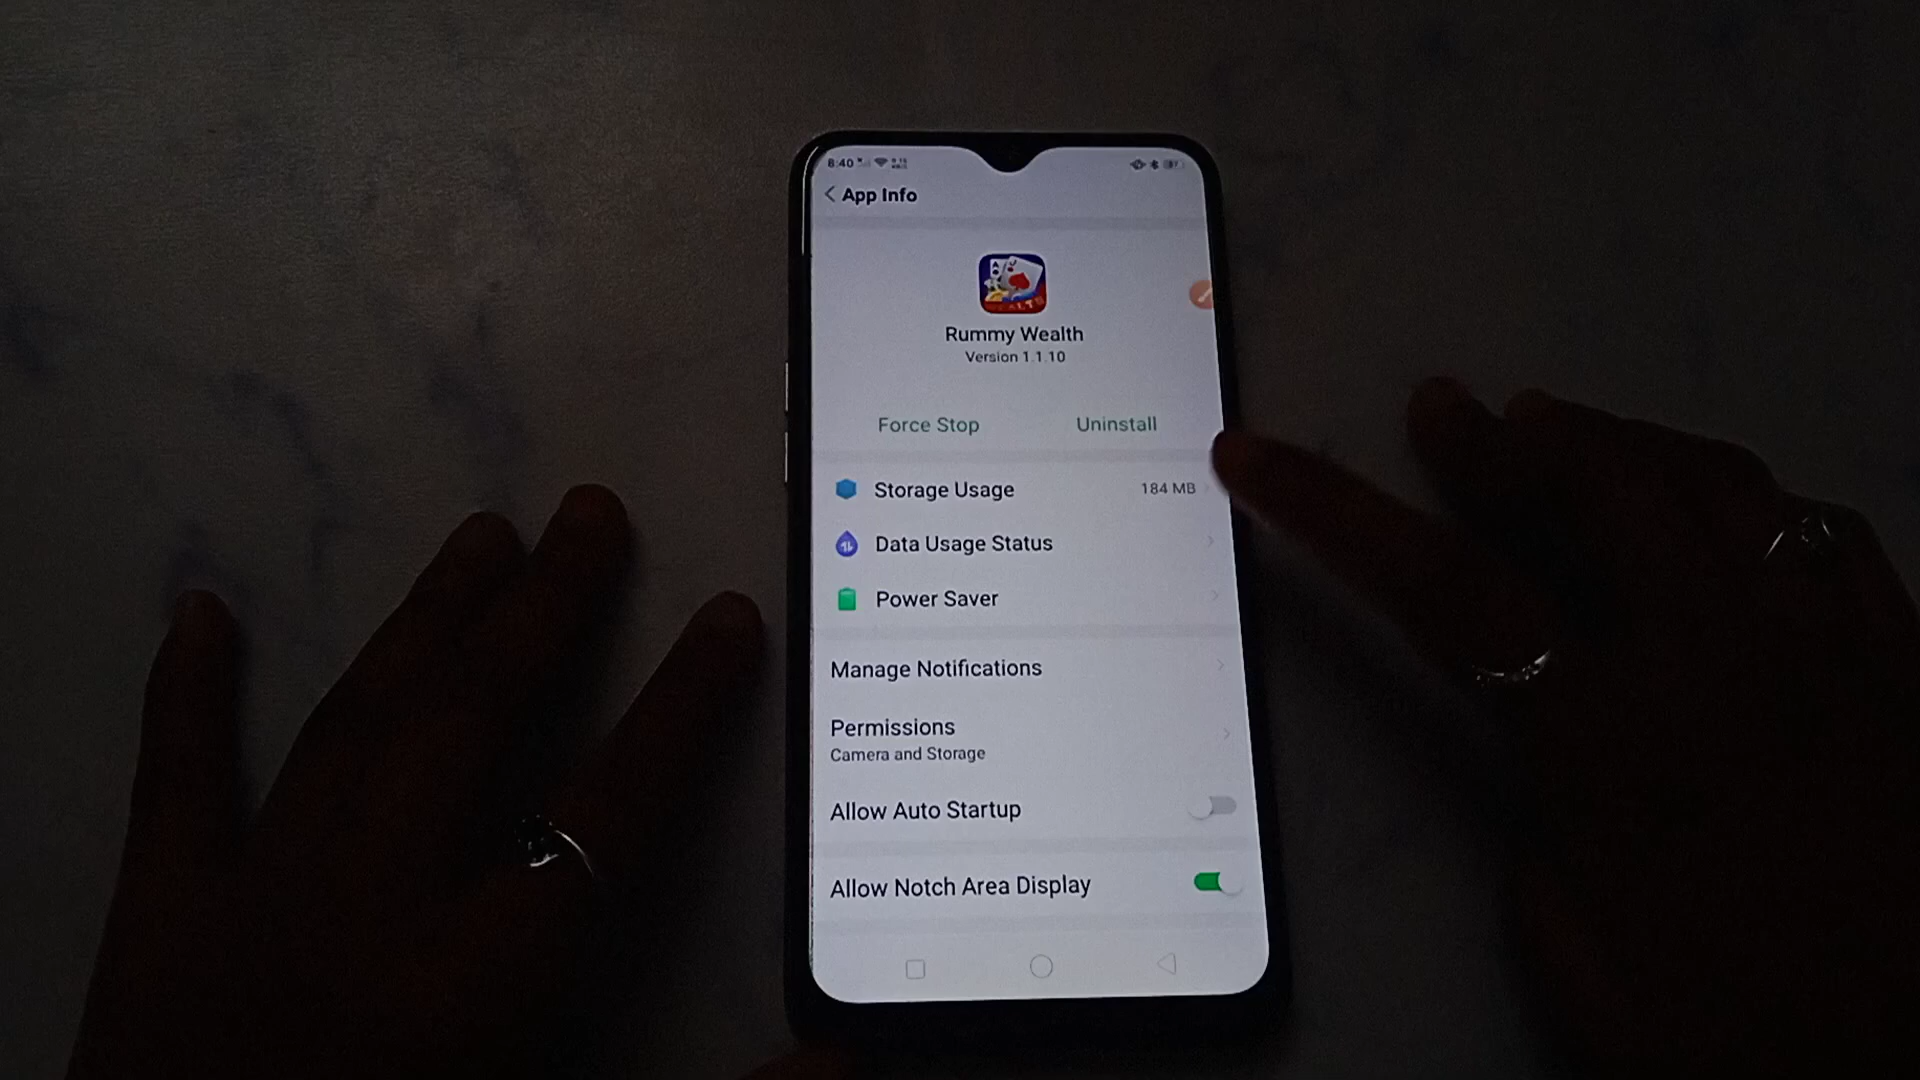 8:40
App Info
Rummy Wealth
Version 1.1.10
Force Stop
Uninstall
Storage Usage
184 MB
Data Usage Status
Power Saver
Manage Notifications
Permissions
Camera and Storage
Allow Auto Startup
Allow Notch Area Display